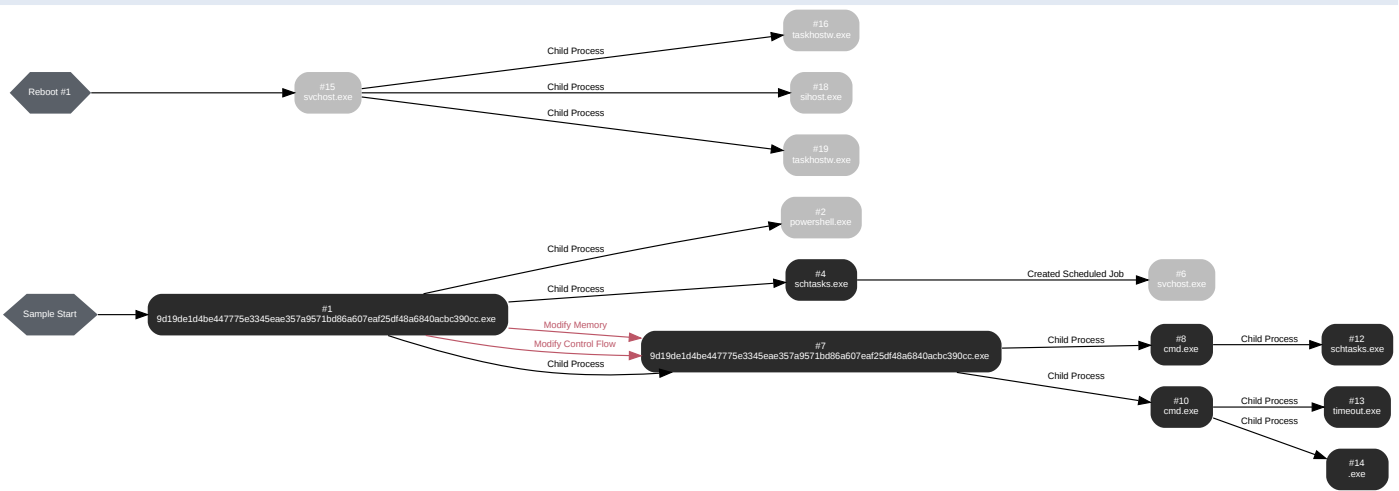 #16
taskhostw.exe
Child Process
Reboot #1
#15
svchost.exe
Child Process
#18
sihost.exe
Child Process
#19
taskhostw.exe
#2
powershell.exe
Child Process
#4
schtasks.exe
Created Scheduled Job
#6
svchost.exe
Child Process
Sample Start
#1
9d19de1d4be447775e3345eae357a9571bd86a607eaf25df48a6840acbc390cc.exe
Modify Memory
Modify Control Flow
Child Process
#7
9d19de1d4be447775e3345eae357a9571bd86a607eaf25df48a6840acbc390cc.exe
Child Process
#8
cmd.exe
Child Process
#12
schtasks.exe
Child Process
#10
cmd.exe
Child Process
#13
timeout.exe
Child Process
#14
.exe